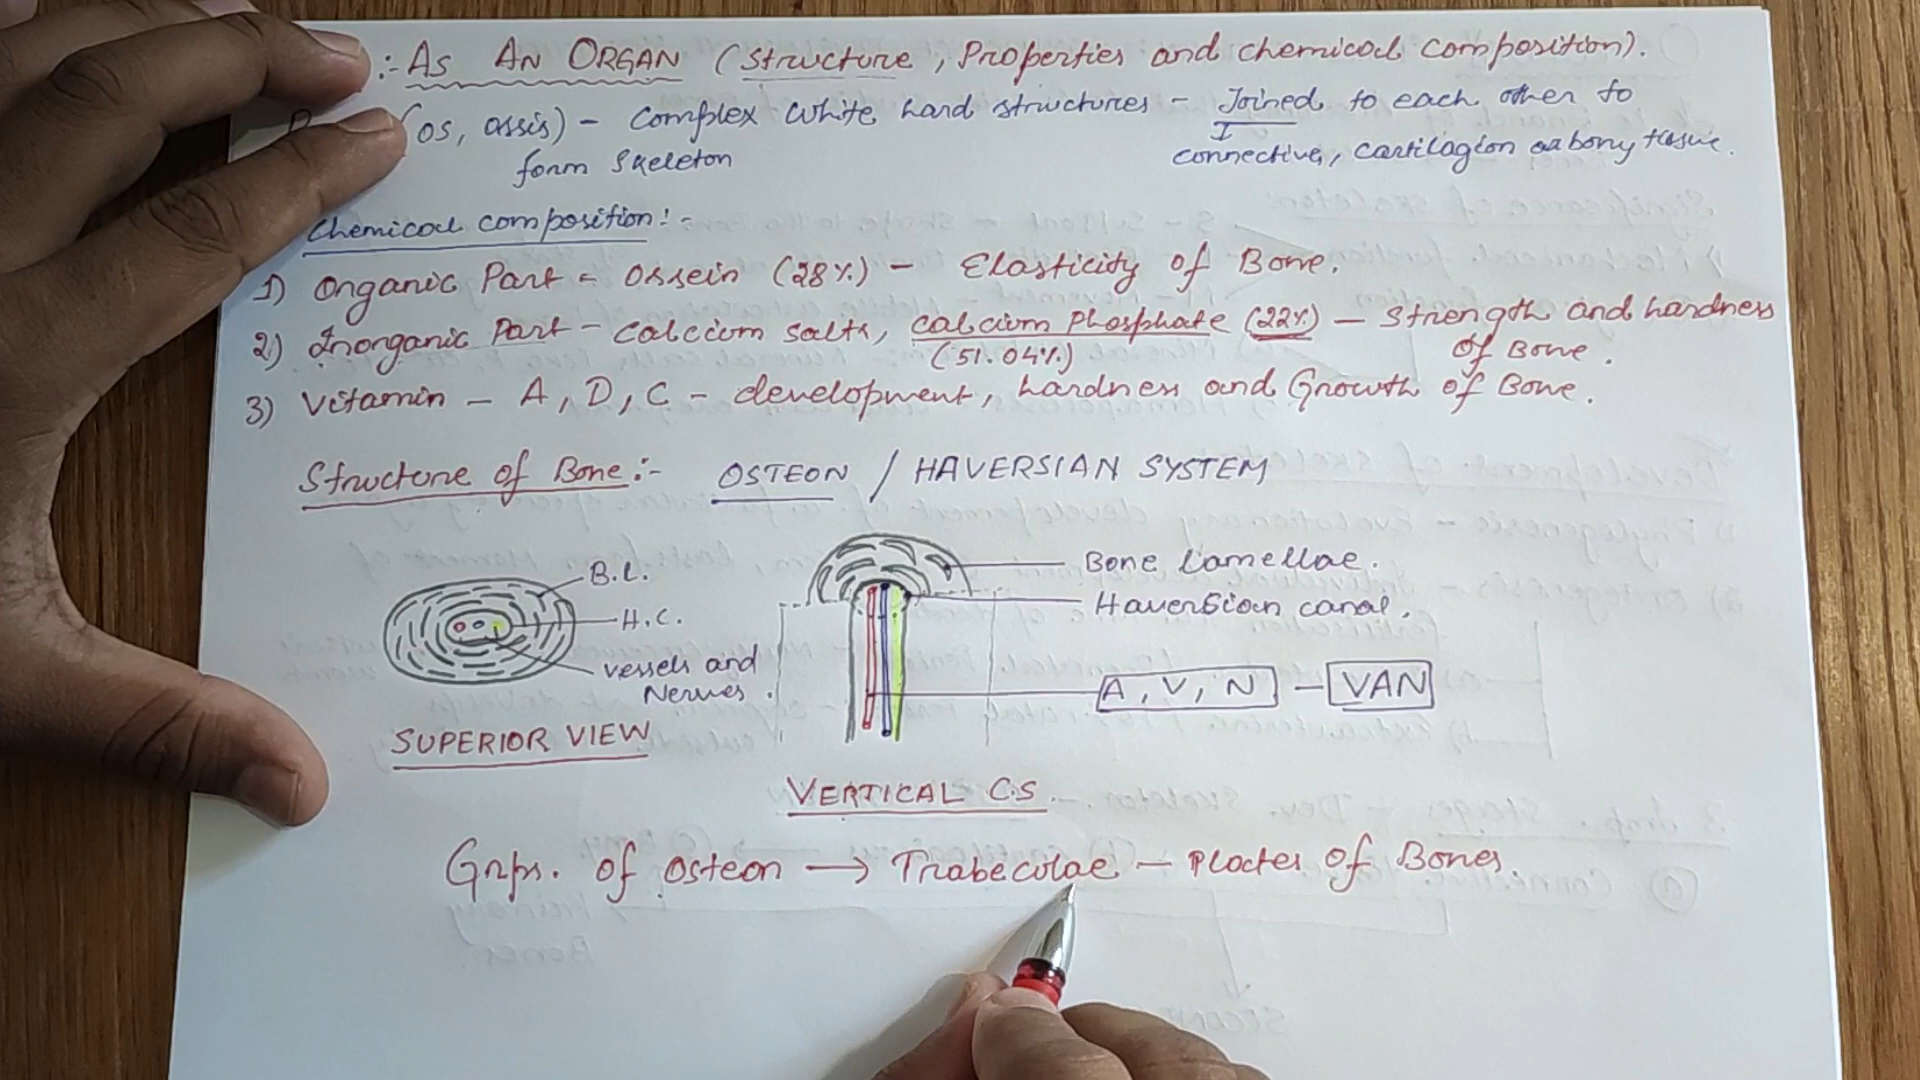 :- AS AN ORGAN (Structure, Properties and chemical composition).
(os, ossis) - Complex White hard structures - Joined to each other to
form skeleton
I
connective, cartilagion or bony tissue.
Chemical composition:-
1) Organic Part - Ossein (28%) - Elasticity of Bone.
2) Inorganic Part - Calcium salts, calcium Phosphate (22%) - Strength and hardness
(51.04%)
of Bone.
3) Vitamin - A, D, C - development, hardness and Growth of Bone.
Structure of Bone:- OSTEON / HAVERSIAN SYSTEM
B.L.
H.C.
vessels and
Nerves.
SUPERIOR VIEW
Bone Lamellae.
Haversian canal.
A, V, N - VAN
VERTICAL C.S.
Grps. of Osteon → Trabeculae - Plates of Bones.